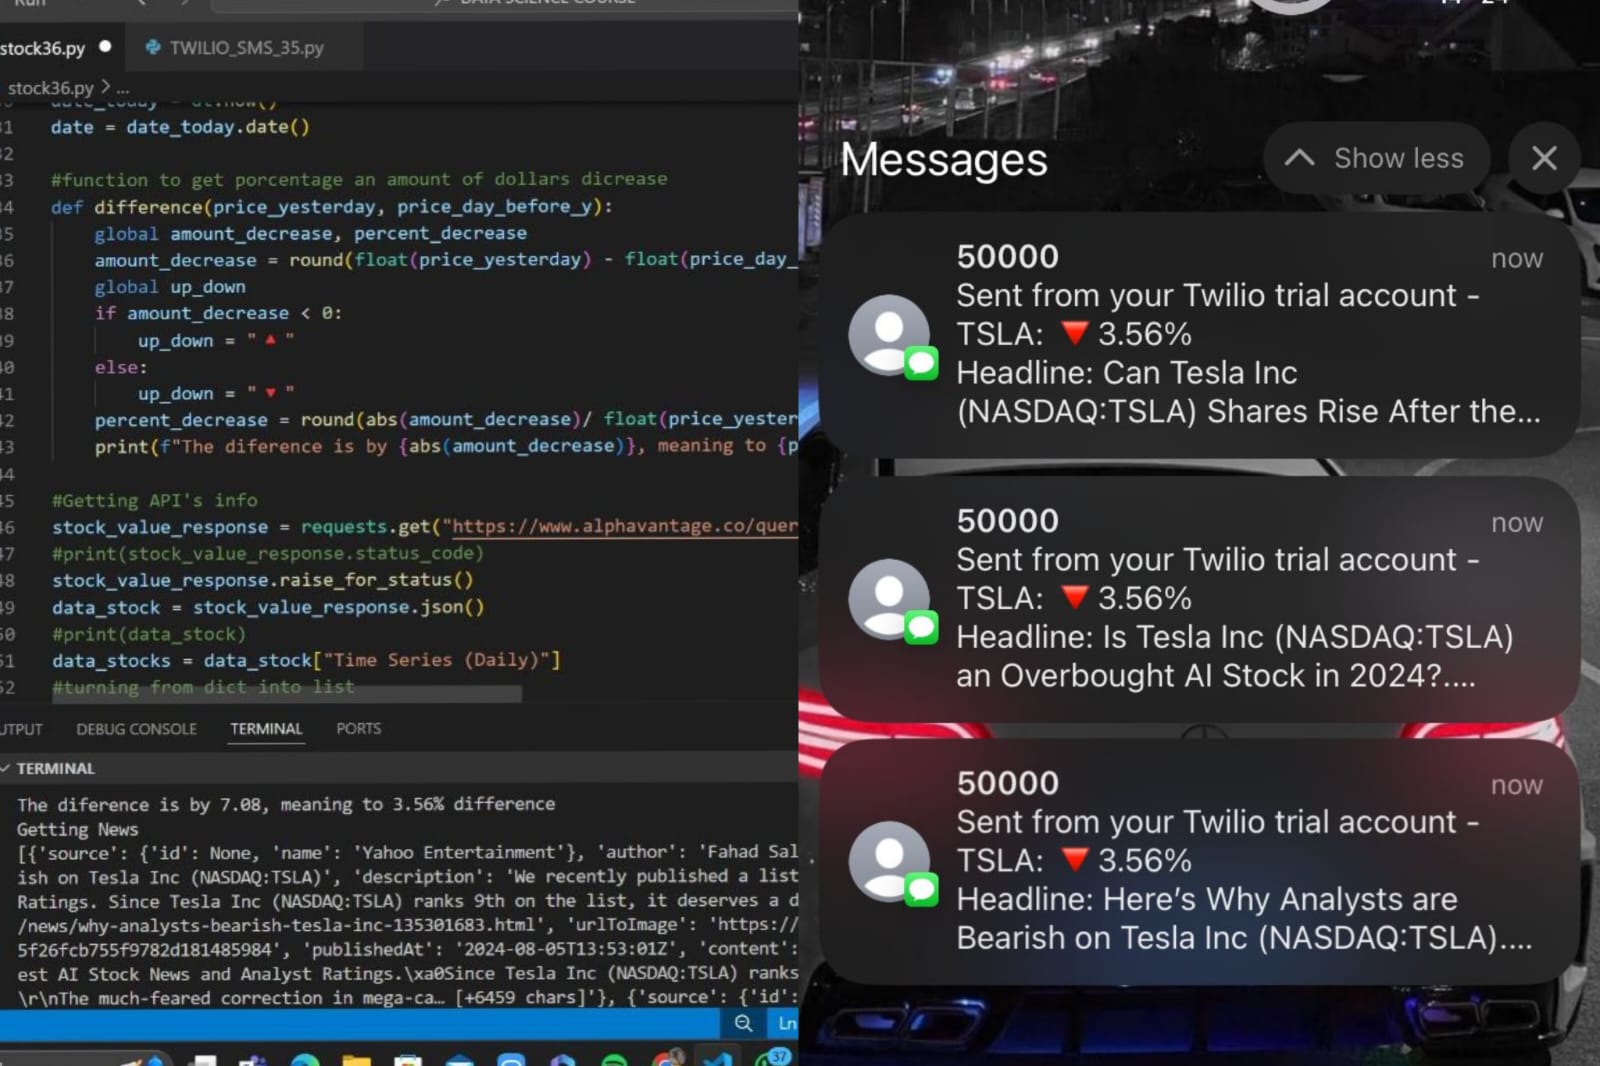 Run
DATA SCIENCE COURSE
stock36.py
TWILIO_SMS_35.py
stock36.py > ...
date_today = dt.now()
31 date = date_today.date()
32
33 #function to get porcentage an amount of dollars dicrease
34 def difference(price_yesterday, price_day_before_y):
35 global amount_decrease, percent_decrease
36 amount_decrease = round(float(price_yesterday) - float(price_day_
37 global up_down
38 if amount_decrease < 0:
39 up_down = " 🔺 "
40 else:
41 up_down = " 🔻 "
42 percent_decrease = round(abs(amount_decrease)/ float(price_yester
43 print(f"The diference is by {abs(amount_decrease)}, meaning to {p
44
45 #Getting API's info
46 stock_value_response = requests.get("https://www.alphavantage.co/quer
47 #print(stock_value_response.status_code)
48 stock_value_response.raise_for_status()
49 data_stock = stock_value_response.json()
50 #print(data_stock)
51 data_stocks = data_stock["Time Series (Daily)"]
52 #turning from dict into list
UTPUT DEBUG CONSOLE TERMINAL PORTS
TERMINAL
The diference is by 7.08, meaning to 3.56% difference
Getting News
[{'source': {'id': None, 'name': 'Yahoo Entertainment'}, 'author': 'Fahad Sal
ish on Tesla Inc (NASDAQ:TSLA)', 'description': 'We recently published a list
Ratings. Since Tesla Inc (NASDAQ:TSLA) ranks 9th on the list, it deserves a d
/news/why-analysts-bearish-tesla-inc-135301683.html', 'urlToImage': 'https://
5f26fcb755f9782d181485984', 'publishedAt': '2024-08-05T13:53:01Z', 'content':
est AI Stock News and Analyst Ratings.\xa0Since Tesla Inc (NASDAQ:TSLA) ranks
\r\nThe much-feared correction in mega-ca… [+6459 chars]'}, {'source': {'id':
Ln
37
Messages
Show less
50000
now
Sent from your Twilio trial account -
TSLA: 🔻3.56%
Headline: Can Tesla Inc
(NASDAQ:TSLA) Shares Rise After the...
50000
now
Sent from your Twilio trial account -
TSLA: 🔻3.56%
Headline: Is Tesla Inc (NASDAQ:TSLA)
an Overbought AI Stock in 2024?....
50000
now
Sent from your Twilio trial account -
TSLA: 🔻3.56%
Headline: Here's Why Analysts are
Bearish on Tesla Inc (NASDAQ:TSLA)....